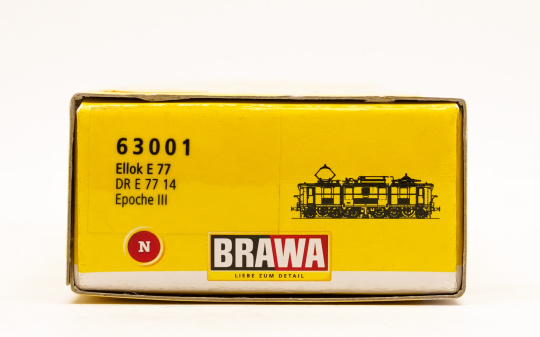 63001
Ellok E 77
DR E 77 14
Epoche III
N
BRAWA
LIEBE ZUM DETAIL